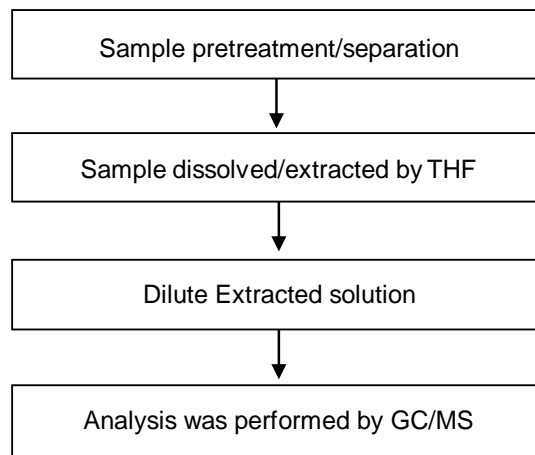 Sample pretreatment/separation
Sample dissolved/extracted by THF
Dilute Extracted solution
Analysis was performed by GC/MS